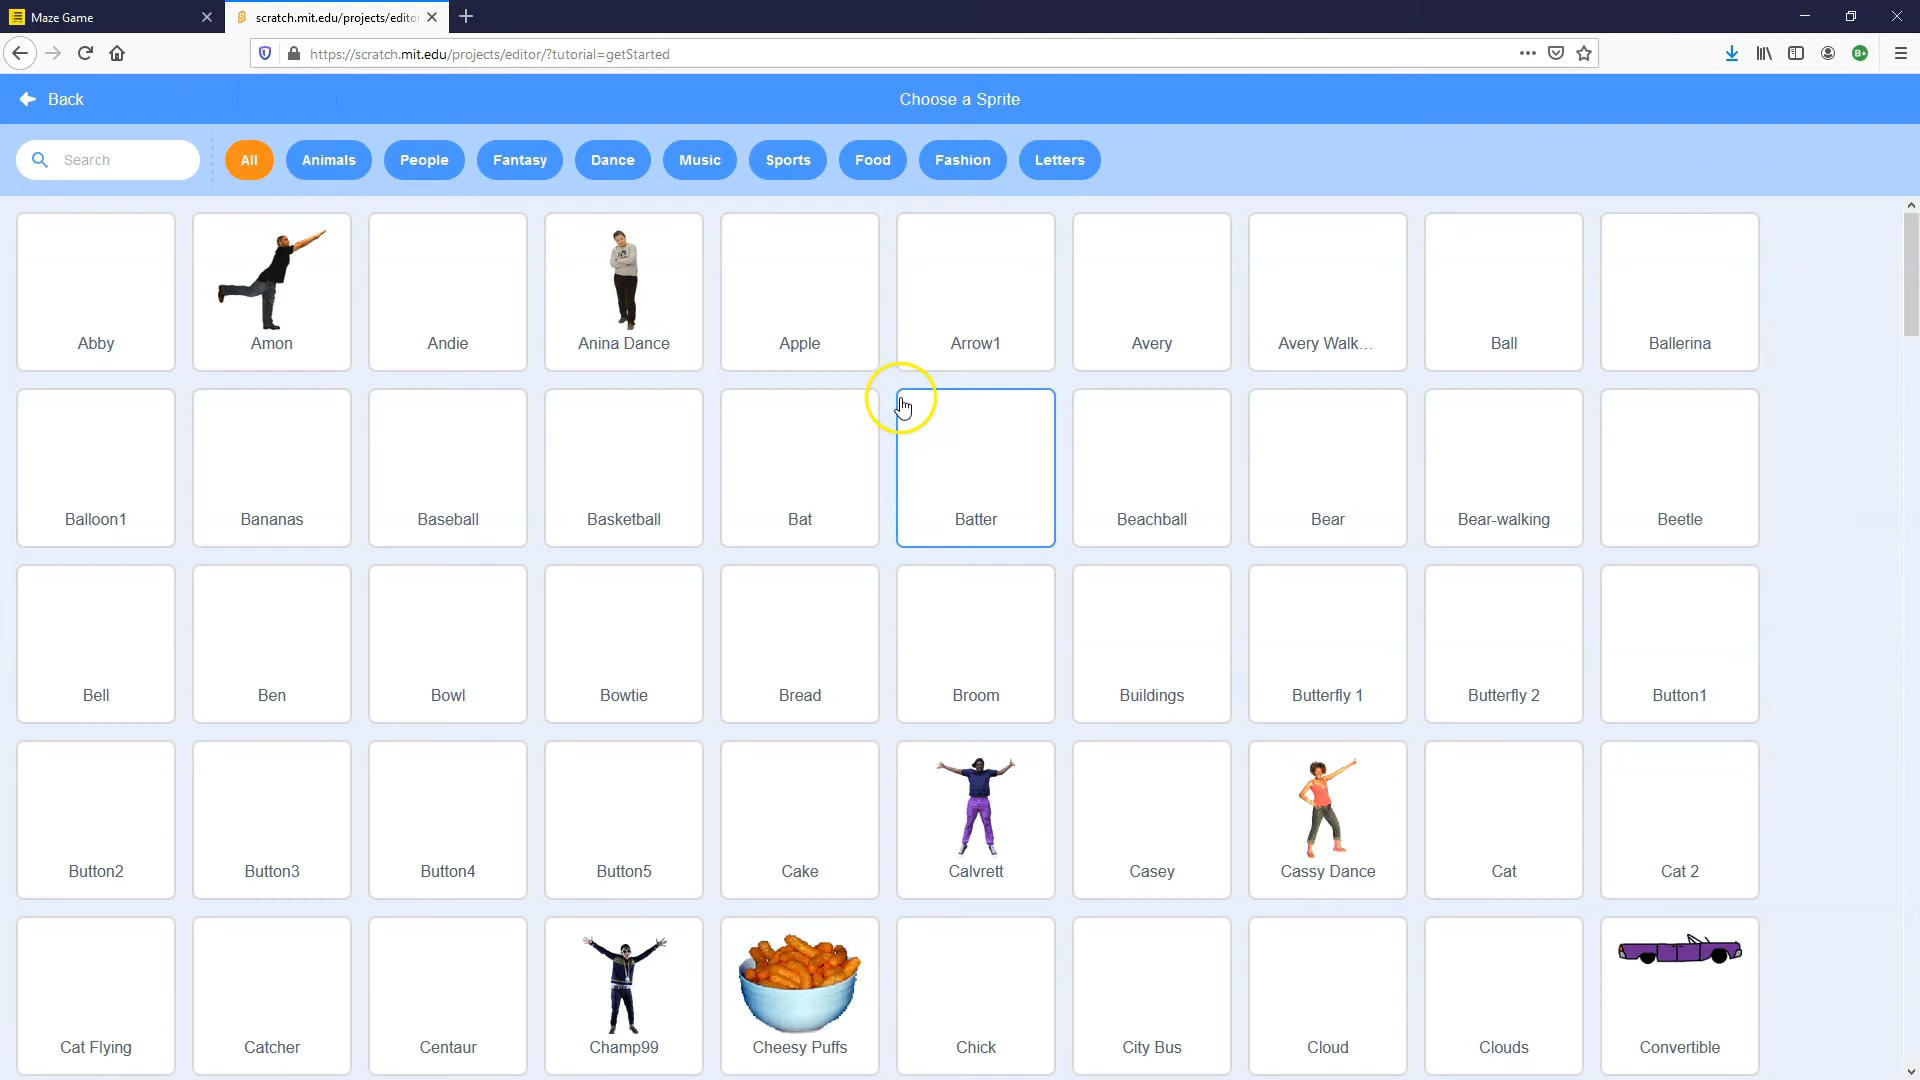 Maze Game
scratch.mit.edu/projects/editor
https://scratch.mit.edu/projects/editor/?tutorial=getStarted
Back
Choose a Sprite
Search
All
Animals
People
Fantasy
Dance
Music
Sports
Food
Fashion
Letters
Abby
Amon
Andie
Anina Dance
Apple
Arrow1
Avery
Avery Walk...
Ball
Ballerina
Balloon1
Bananas
Baseball
Basketball
Bat
Batter
Beachball
Bear
Bear-walking
Beetle
Bell
Ben
Bowl
Bowtie
Bread
Broom
Buildings
Butterfly 1
Butterfly 2
Button1
Button2
Button3
Button4
Button5
Cake
Calvrett
Casey
Cassy Dance
Cat
Cat 2
Cat Flying
Catcher
Centaur
Champ99
Cheesy Puffs
Chick
City Bus
Cloud
Clouds
Convertible